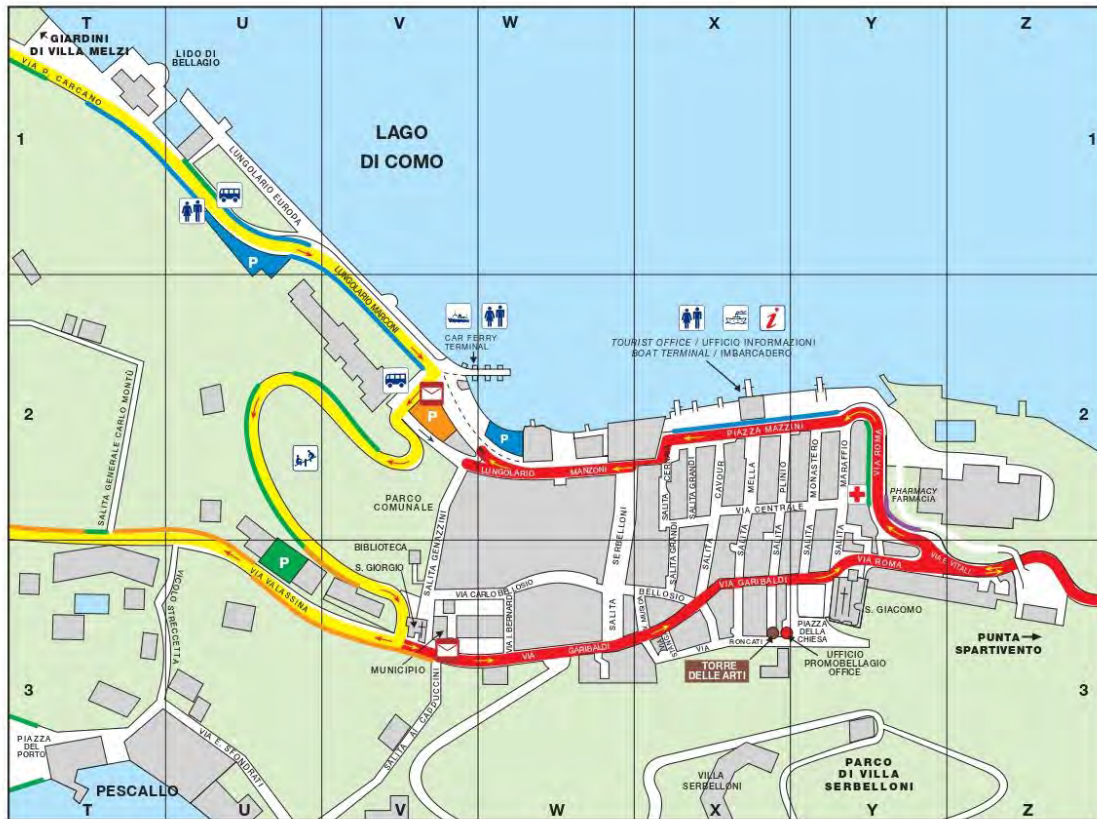 T
U
V
W
X
Y
Z
GIARDINI
DI VILLA MELZI
LIDO DI
BELLAGIO
VIA P. CARCANO
1
LUNGOLARIO EUROPA
LAGO
DI COMO
1
P
LUNGOLARIO MARCONI
CAR FERRY
TERMINAL
i
TOURIST OFFICE / UFFICIO INFORMAZIONI
BOAT TERMINAL / IMBARCADERO
2
SALITA GENERALE CARLO MONTÙ
P
P
LUNGOLARIO MANZONI
PIAZZA MAZZINI
VIA ROMA
2
SALITA GRANDI
SALITA CAVOUR
SALITA MELLA
SALITA PLINIO
SALITA MONASTERO
SALITA MARAFFIO
VIA CENTRALE
PHARMACY
FARMACIA
PARCO
COMUNALE
SALITA GENAZZINI
SALITA SERBELLONI
BIBLIOTECA
S. GIORGIO
P
VIA VALASSINA
VICOLO STRECCETTA
VIA CARLO BELLOSIO
BELLOSIO
VIA GARIBALDI
VIA ROMA
VIA E. VITALI
S. GIACOMO
PIAZZA
DELLA
CHIESA
VIA RONCATI
VIA GARIBALDI
MUNICIPIO
TORRE
DELLE ARTI
UFFICIO
PROMOBELLAGIO
OFFICE
PUNTA
SPARTIVENTO
3
SALITA AI CAPPUCCINI
VIA E. SFONDRATI
PIAZZA
DEL
PORTO
PESCALLO
VILLA
SERBELLONI
PARCO
DI VILLA
SERBELLONI
3
T
U
V
W
X
Y
Z